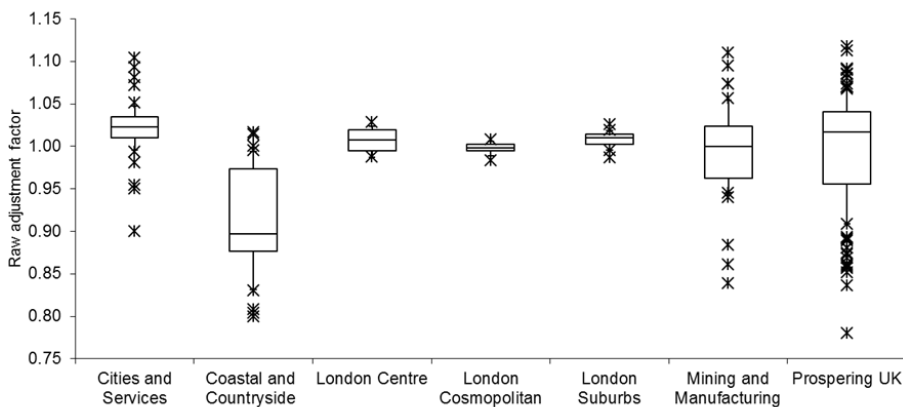 1.15
1.10
1.05
1.00
0.95
0.90
0.85
0.80
0.75
Raw adjustment factor
Cities and
Services
Coastal and
Countryside
London Centre
London
Cosmopolitan
London
Suburbs
Mining and
Manufacturing
Prospering UK